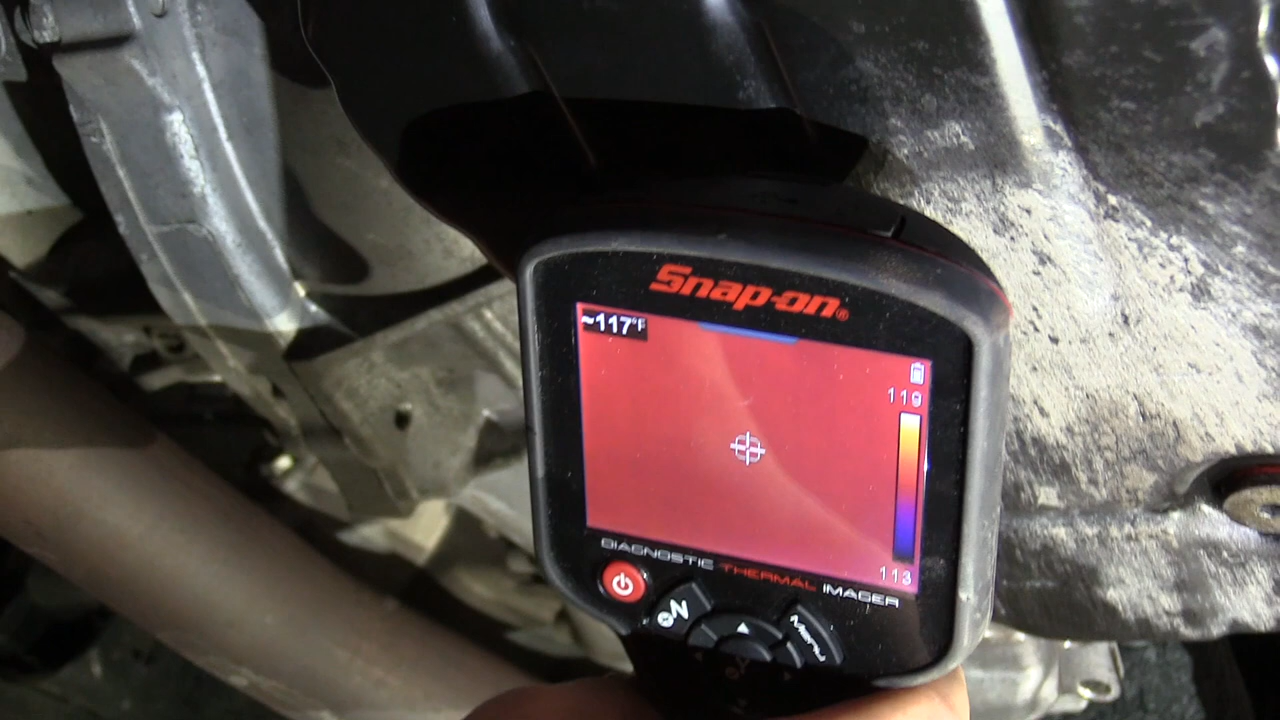 Snap-on®
≈117°F
119
113
DIAGNOSTIC THERMAL IMAGER
N
MENU